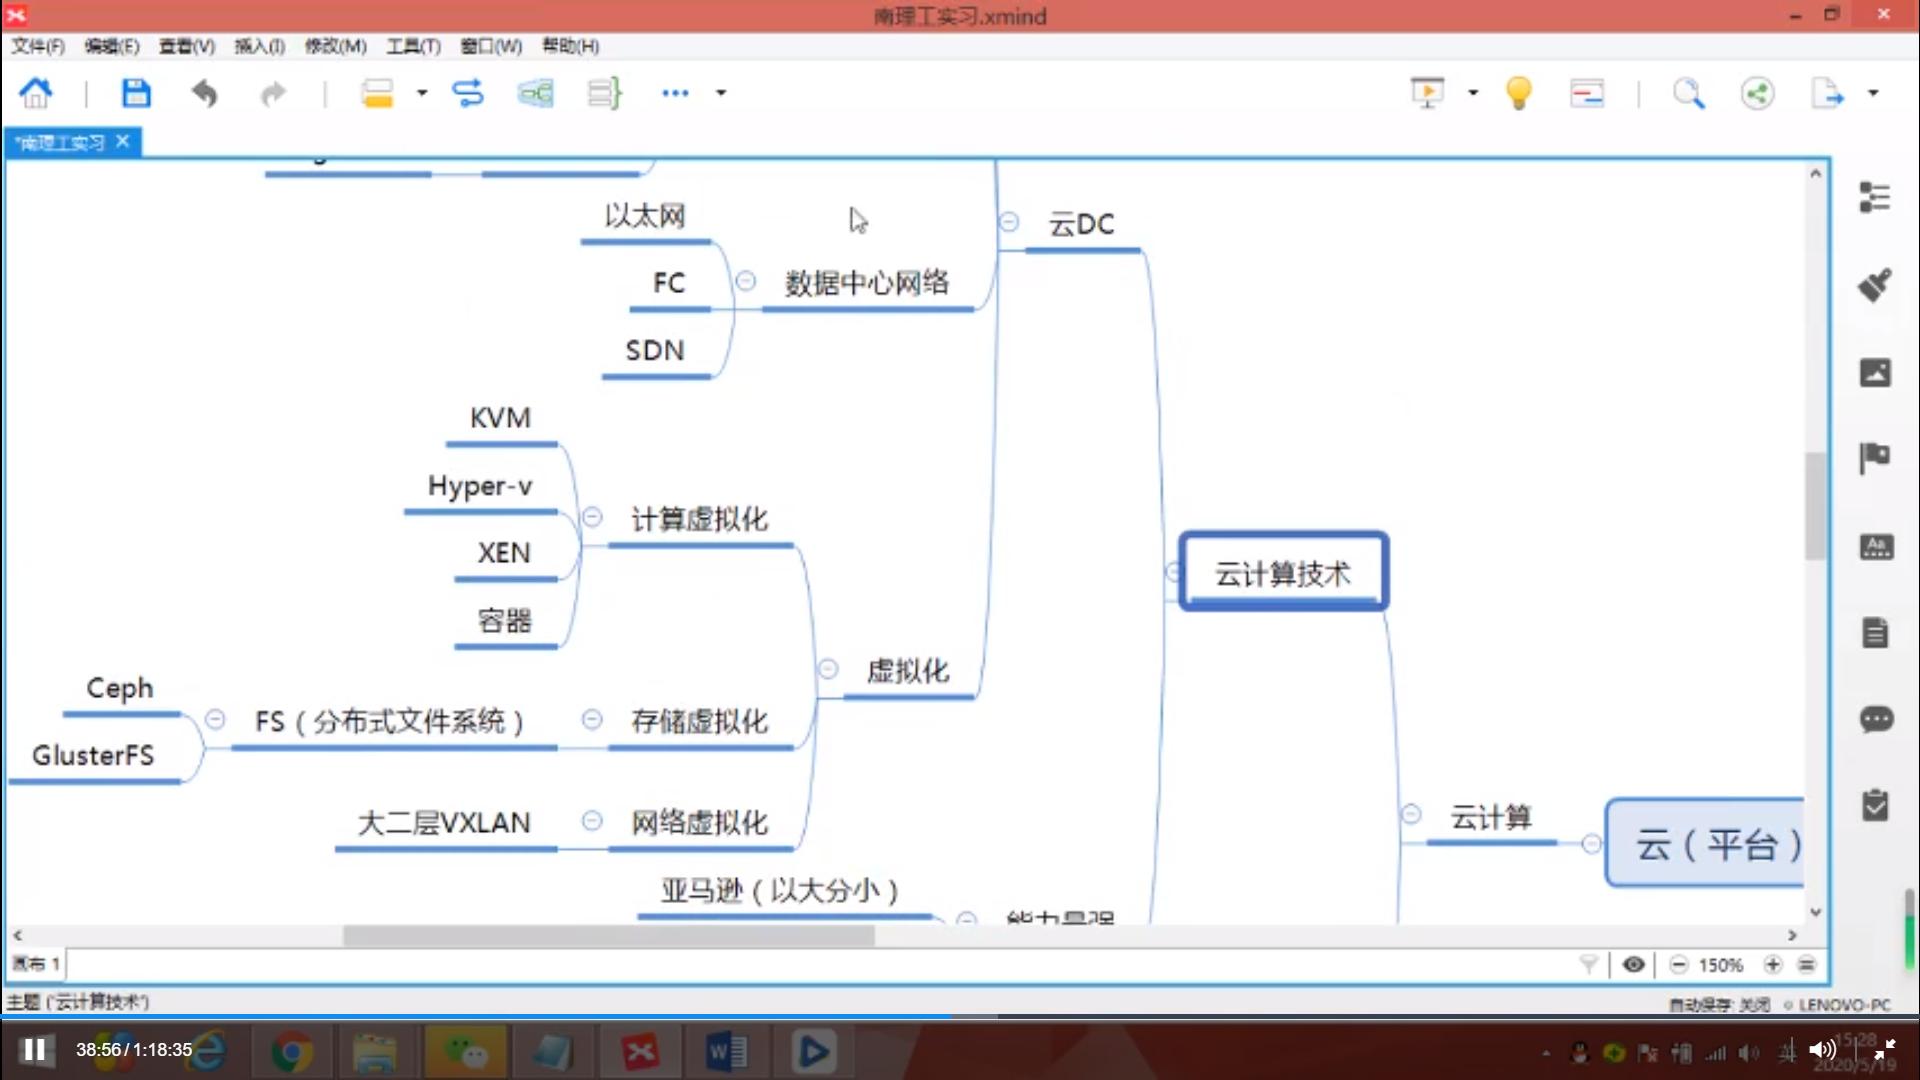 南理工实习.xmind
文件(F) 编辑(E) 查看(V) 插入(I) 修改(M) 工具(T) 窗口(W) 帮助(H)
*南理工实习
以太网
云DC
FC
数据中心网络
SDN
KVM
Hyper-v
计算虚拟化
XEN
云计算技术
容器
虚拟化
Ceph
FS（分布式文件系统）
存储虚拟化
GlusterFS
大二层VXLAN
网络虚拟化
云计算
云（平台）
亚马逊（以大分小）
画布 1
150%
主题 ('云计算技术')
自动保存: 关闭
LENOVO-PC
38:56/1:18:35
英
15:28
2020/5/19